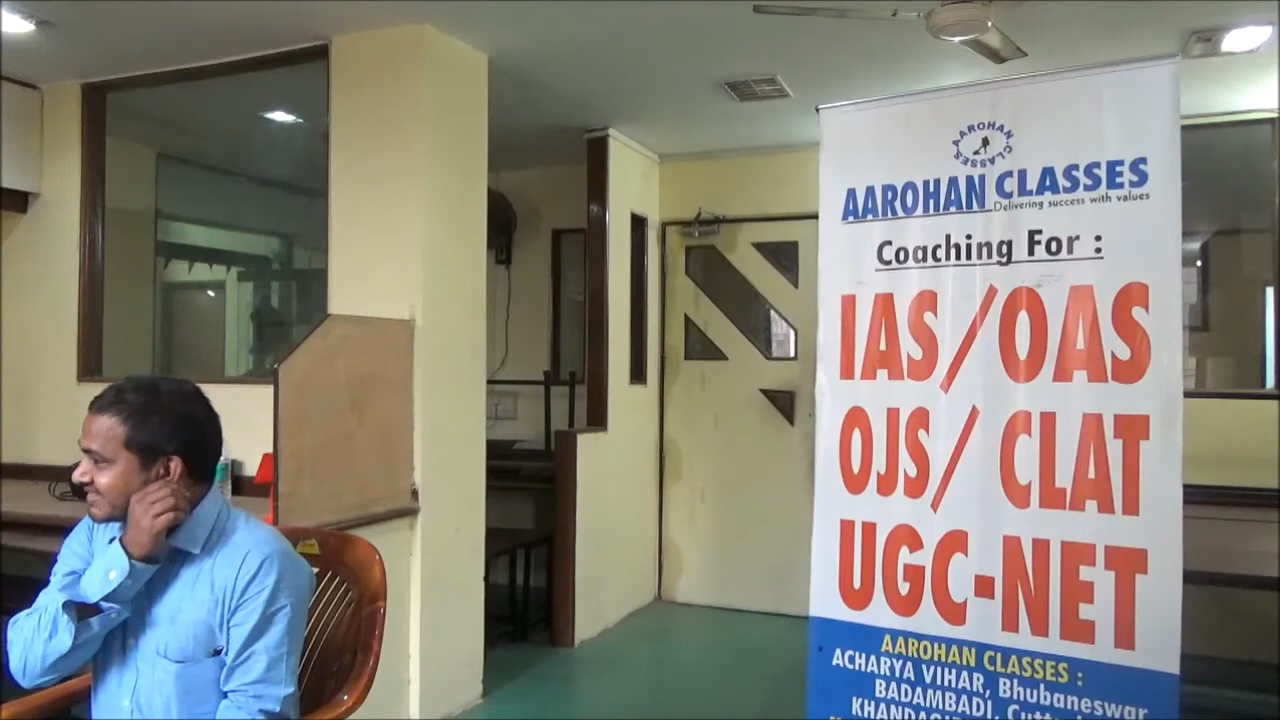 AAROHAN CLASSES
AAROHAN CLASSES
Delivering success with values
Coaching For :
IAS/OAS
OJS/ CLAT
UGC-NET
AAROHAN CLASSES :
ACHARYA VIHAR, Bhubaneswar
BADAMBADI,